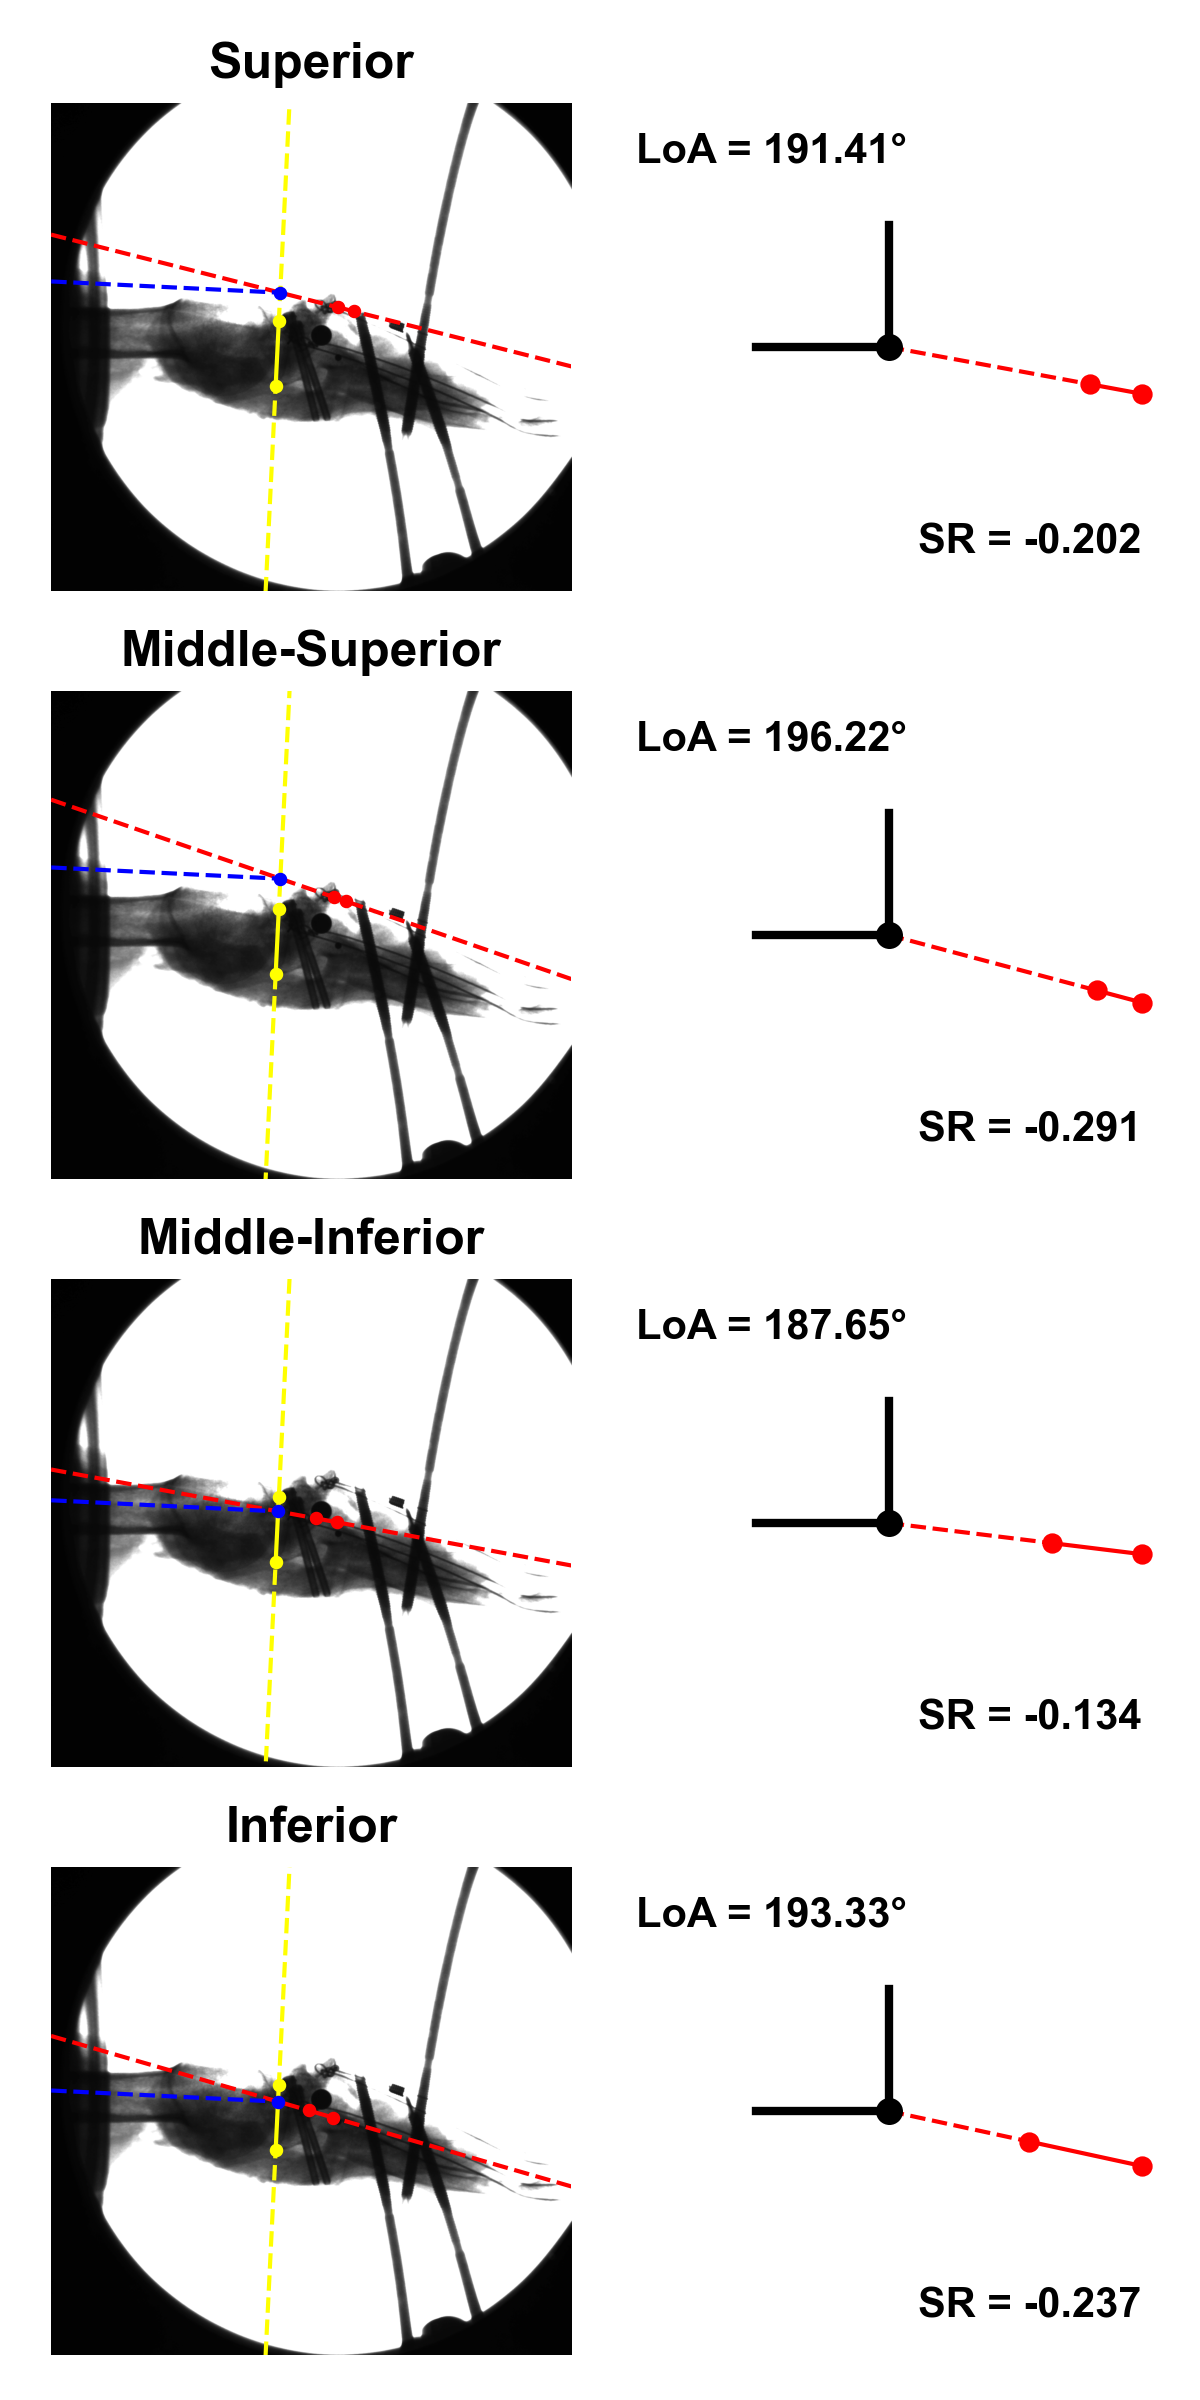 Superior
LoA = 191.41°
SR = -0.202
Middle-Superior
LoA = 196.22°
SR = -0.291
Middle-Inferior
LoA = 187.65°
SR = -0.134
Inferior
LoA = 193.33°
SR = -0.237